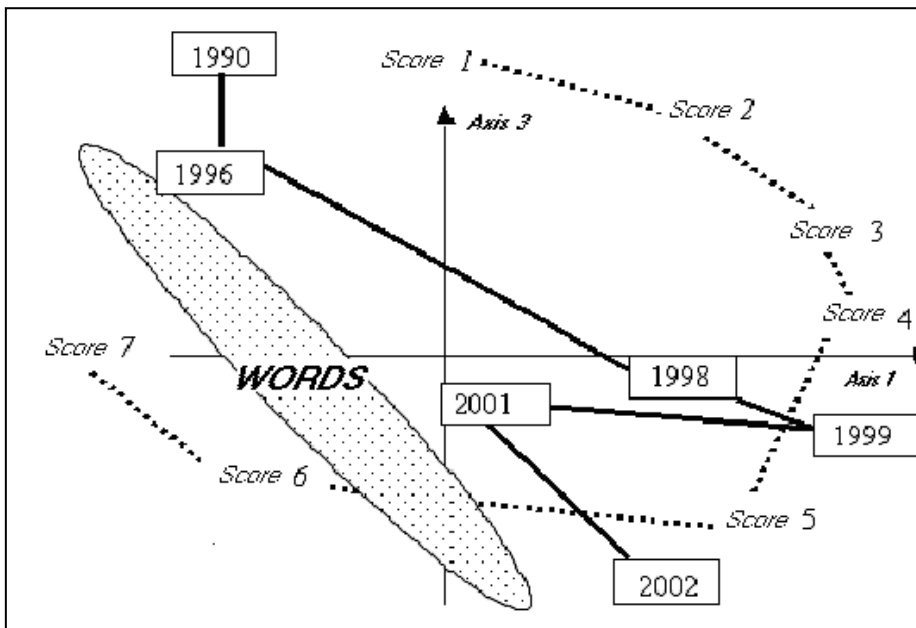 1990
Score 1
Score 2
Axis 3
1996
Score 3
Score 4
Score 7
WORDS
1998
Axis 1
2001
1999
Score 6
Score 5
2002